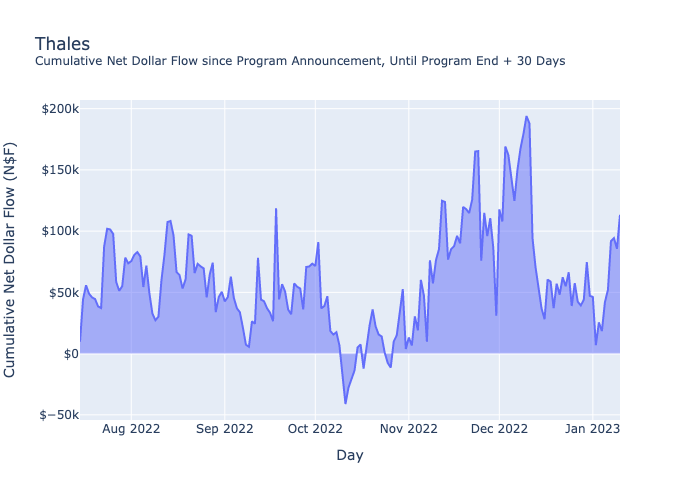 Thales
Cumulative Net Dollar Flow since Program Announcement, Until Program End + 30 Days
Cumulative Net Dollar Flow (N$F)
$200k
$150k
$100k
$50k
$0
$−50k
Aug 2022 Sep 2022 Oct 2022 Nov 2022 Dec 2022 Jan 2023
Day